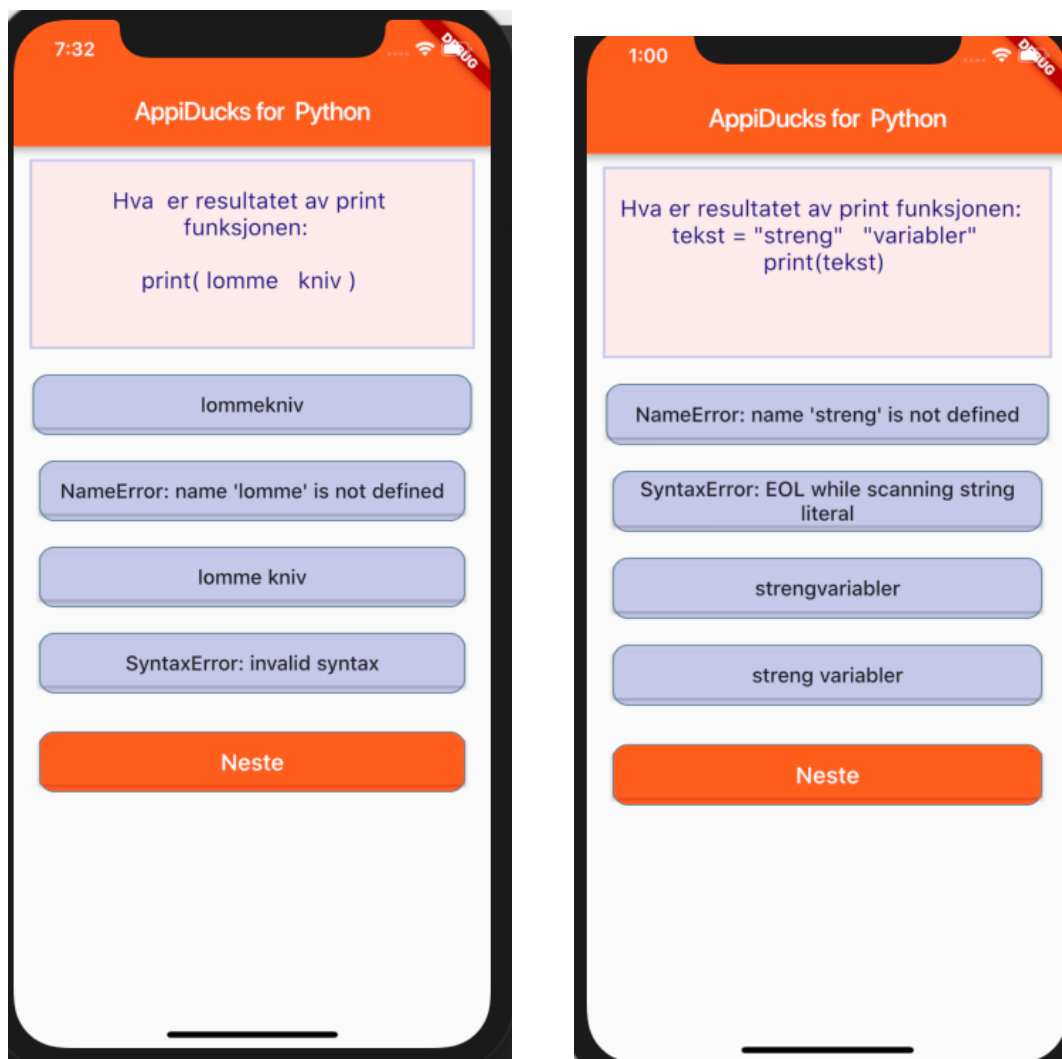 7:32
DEBUG
AppiDucks for Python
Hva er resultatet av print
funksjonen:
print( lomme kniv )
lommekniv
NameError: name 'lomme' is not defined
lomme kniv
SyntaxError: invalid syntax
Neste
1:00
DEBUG
AppiDucks for Python
Hva er resultatet av print funksjonen:
tekst = "streng" "variabler"
print(tekst)
NameError: name 'streng' is not defined
SyntaxError: EOL while scanning string
literal
strengvariabler
streng variabler
Neste